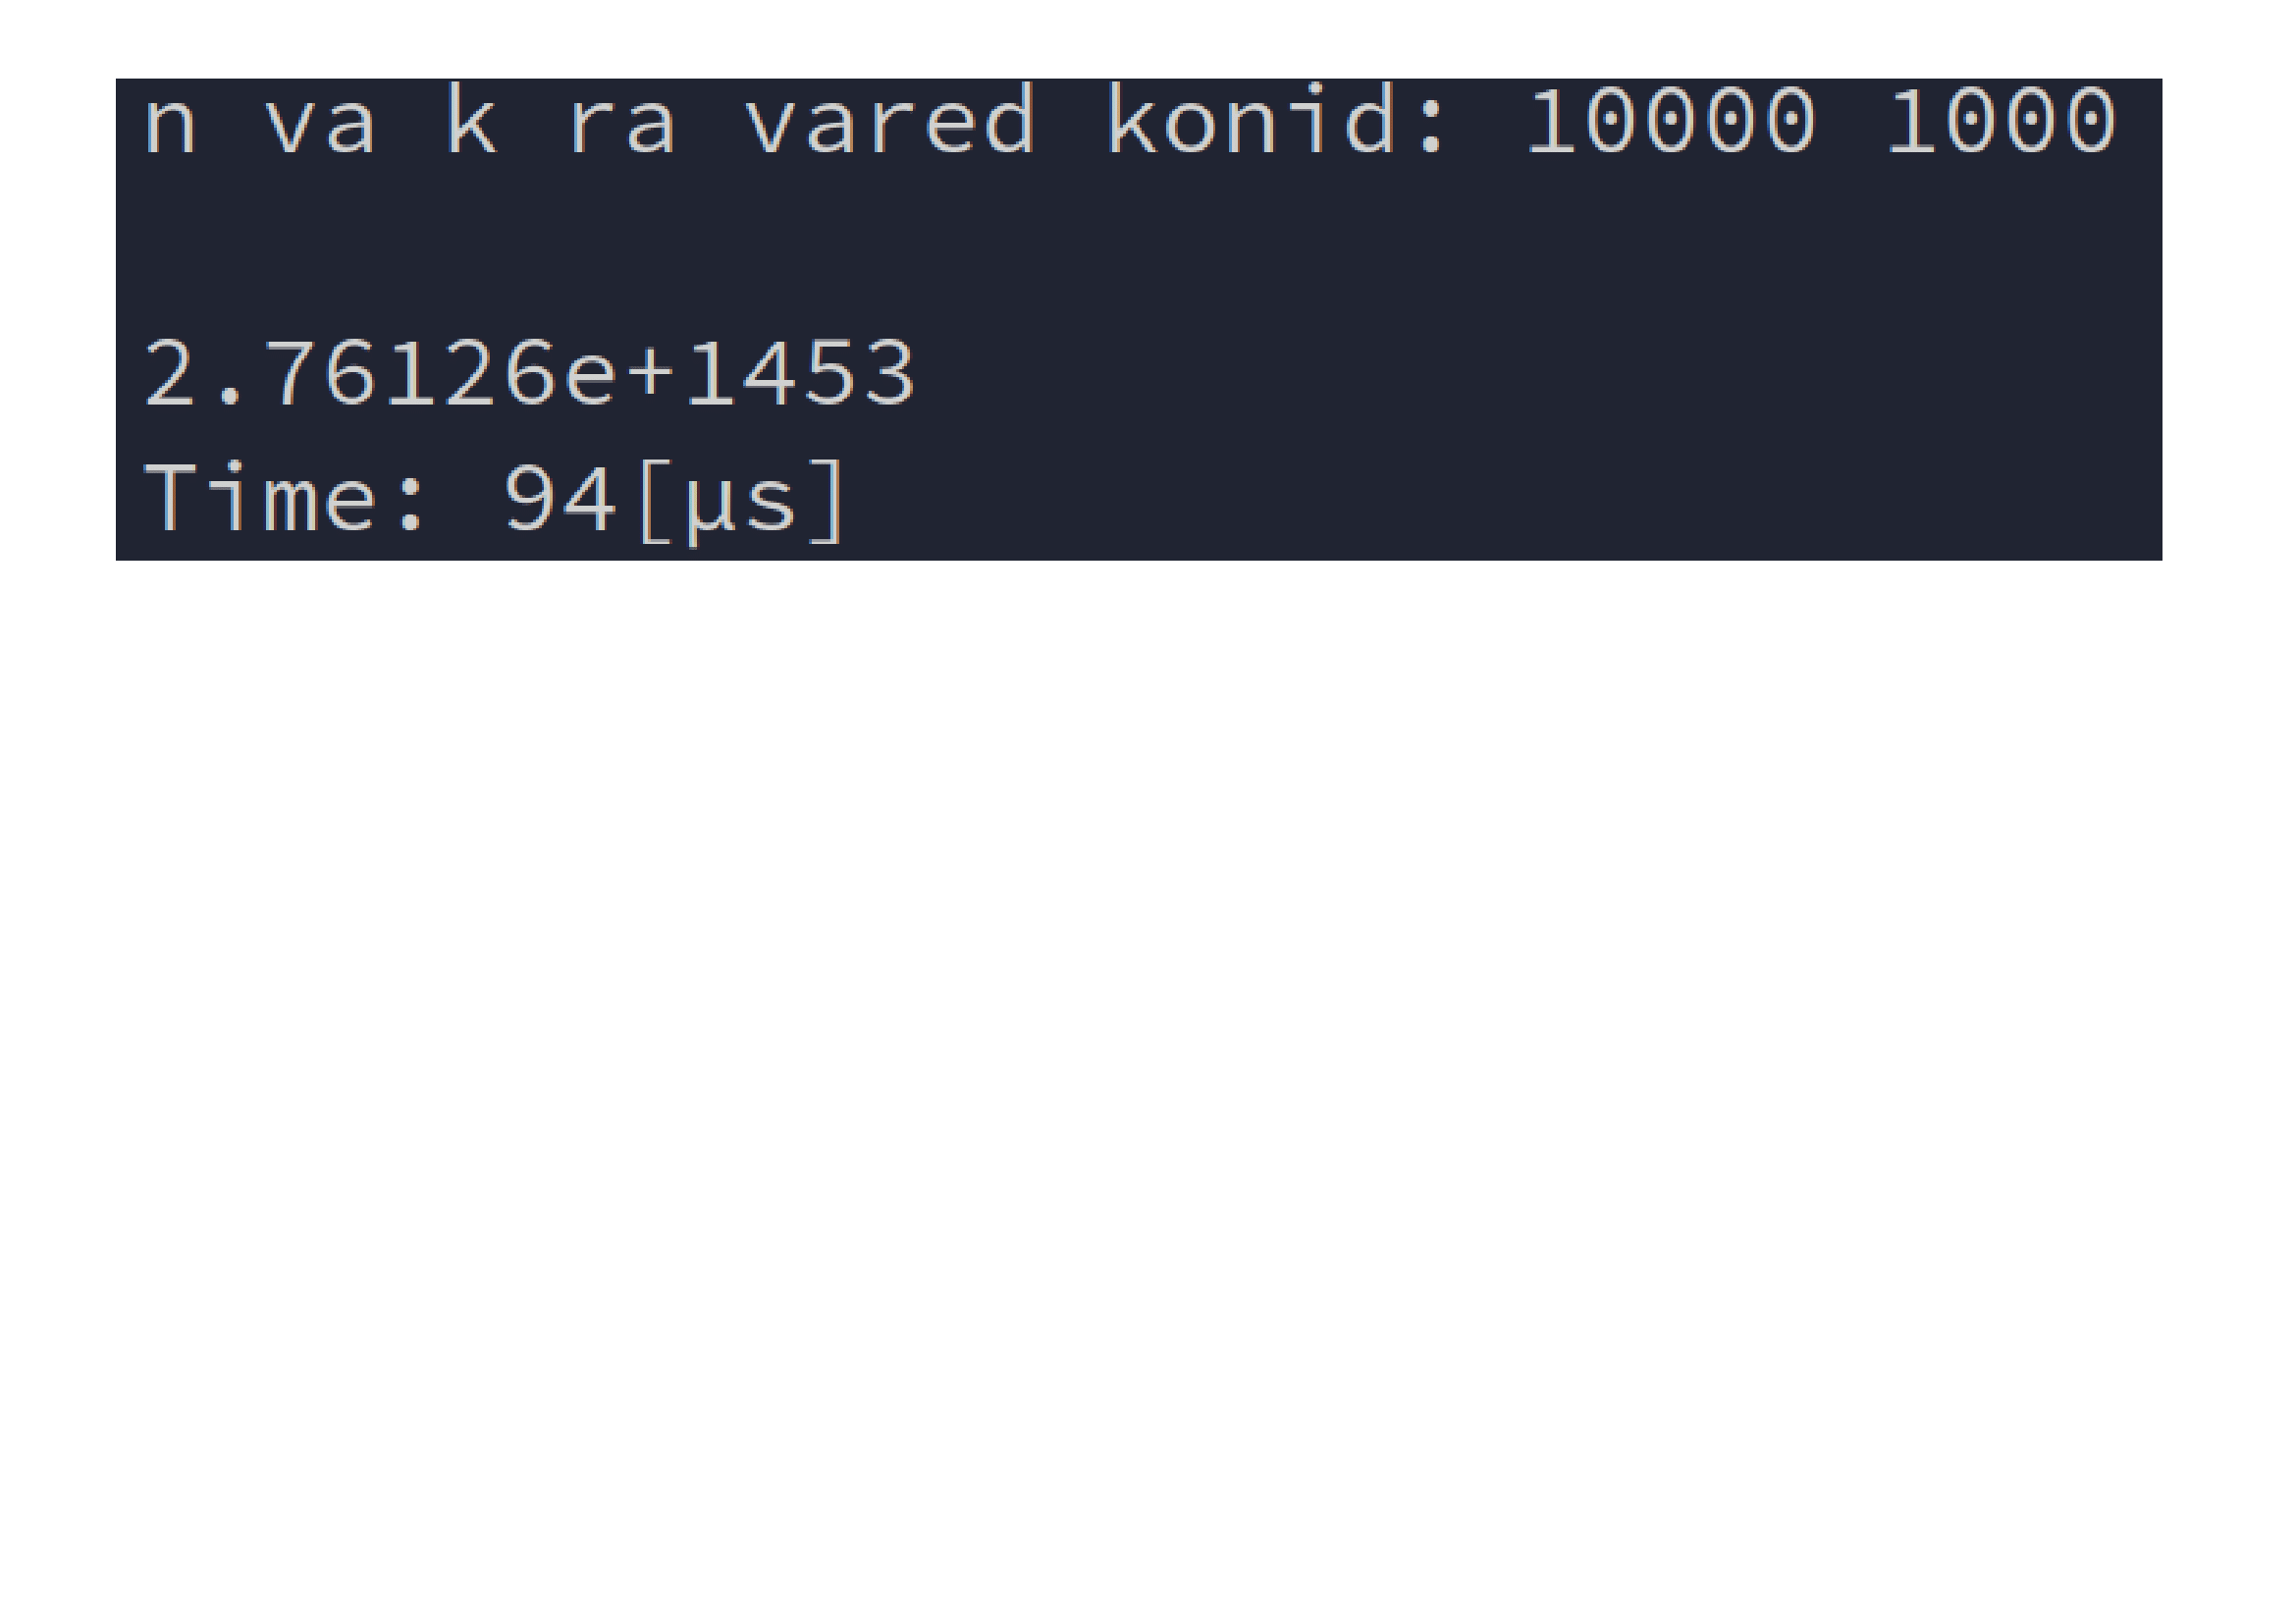 n va k ra vared konid: 10000 1000
2.76126e+1453
Time: 94[µs]